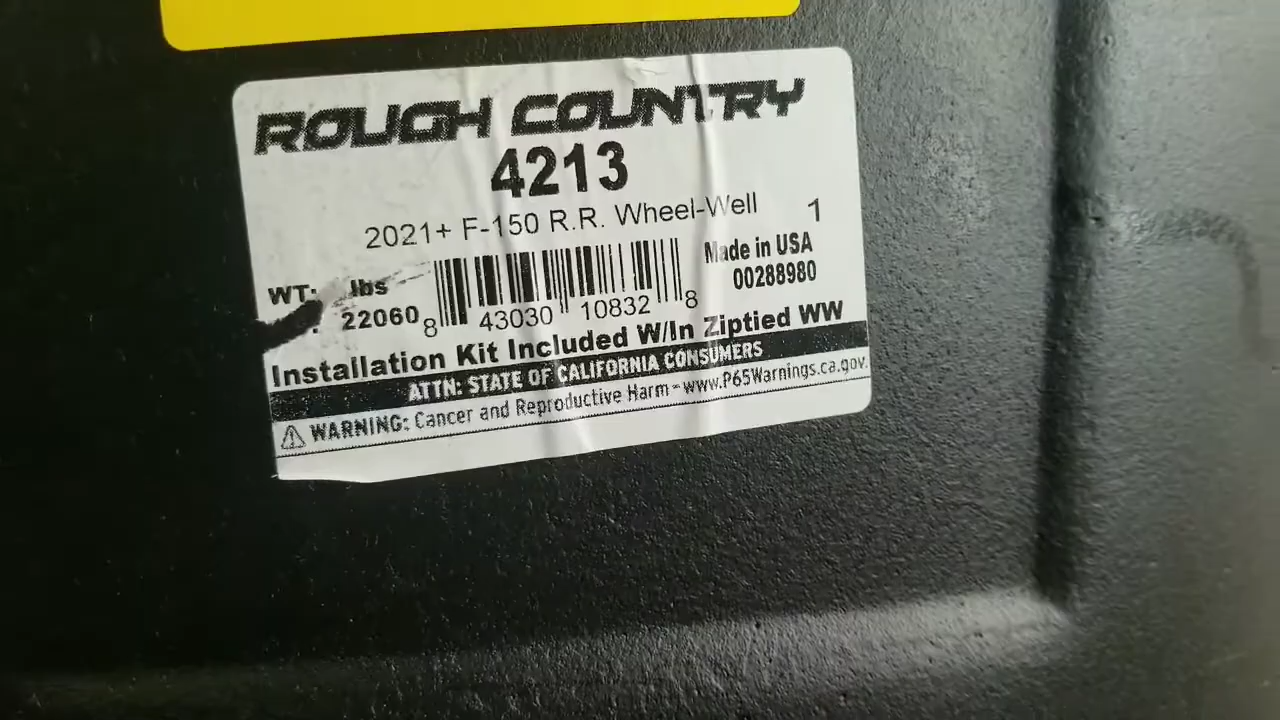 ROUGH COUNTRY
4213
2021+ F-150 R.R. Wheel-Well 1
WT: lbs
22060
8 43030 10832 8
Made in USA
00288980
Installation Kit Included W/In Ziptied WW
ATTN: STATE OF CALIFORNIA CONSUMERS
⚠ WARNING: Cancer and Reproductive Harm - www.P65Warnings.ca.gov.